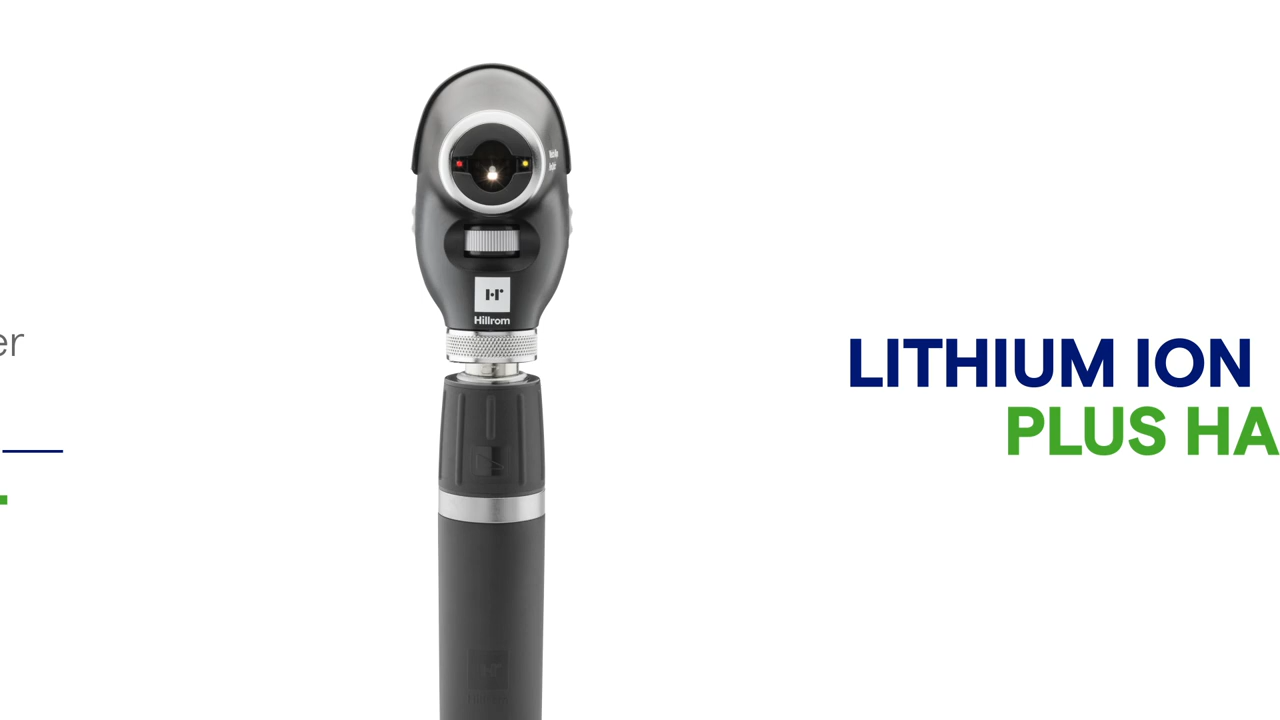 er
H-r
Hillrom
LITHIUM ION
PLUS HA